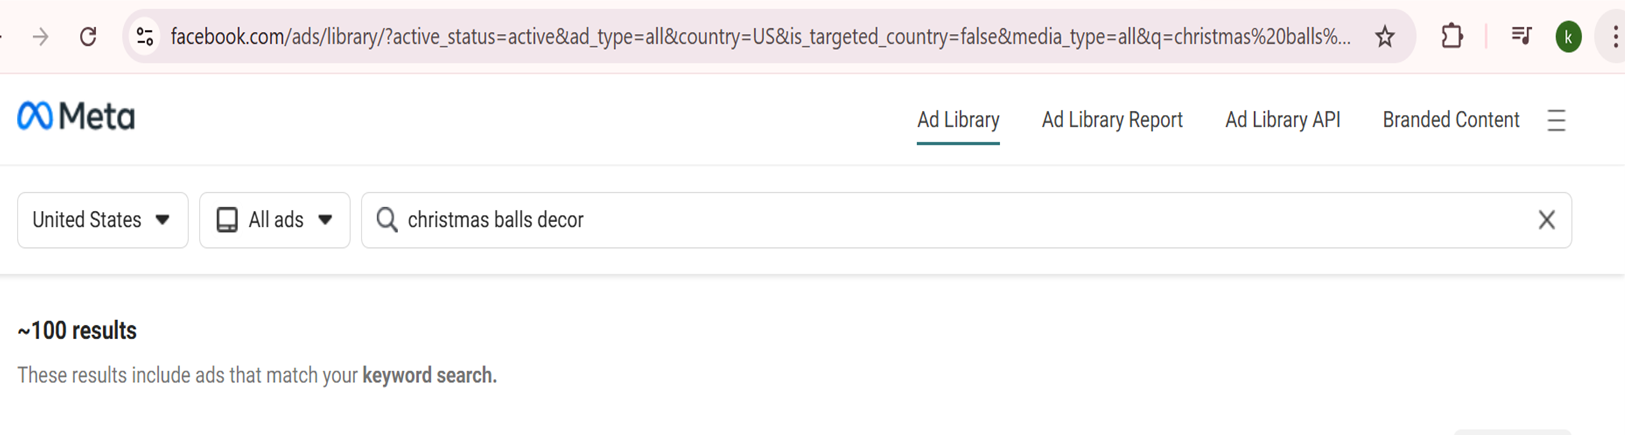 facebook.com/ads/library/?active_status=active&ad_type=all&country=US&is_targeted_country=false&media_type=all&q=christmas%20balls%...
k
Meta
Ad Library Ad Library Report Ad Library API Branded Content
United States All ads christmas balls decor
~100 results
These results include ads that match your keyword search.